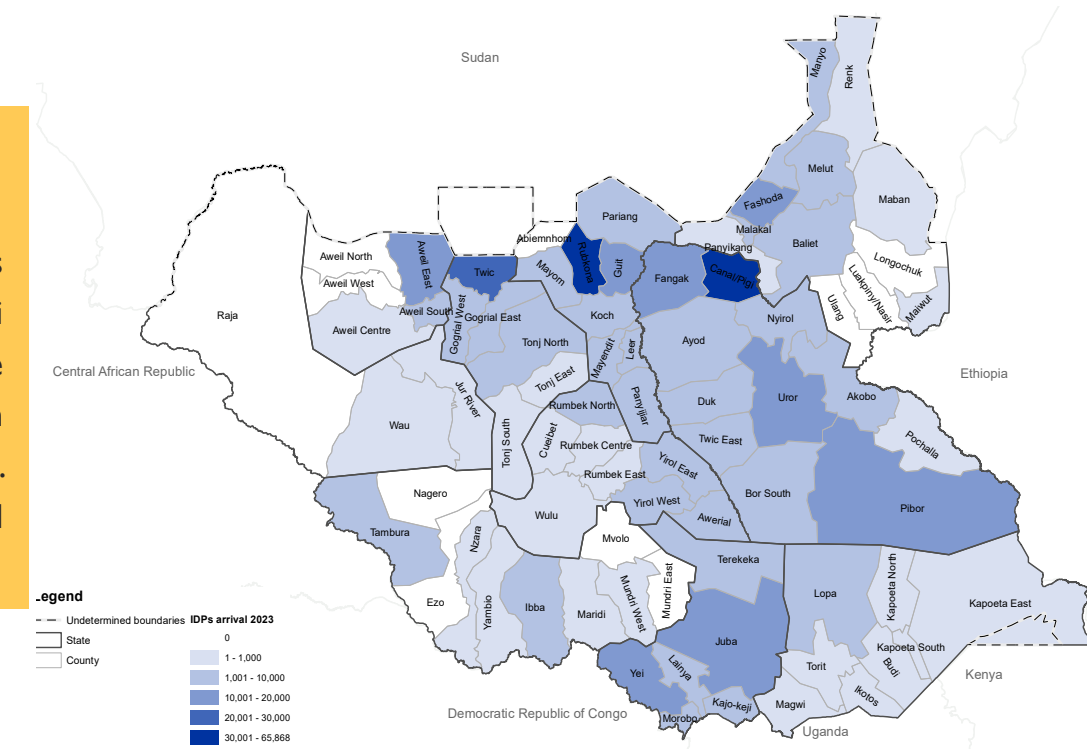 Sudan
Manyo
Renk
Melut
Maban
Fashoda
Pariang
Malakal
Baliet
Panyikang
Abiemnhom
Aweil North
Aweil East
Twic
Mayom
Rubkona
Guit
Fangak
Canal/Pigi
Longochuk
Luakpiny/Nasir
Maiwut
Ulang
Aweil West
Raja
Aweil Centre
Aweil South
Gogrial West
Gogrial East
Koch
Nyirol
Tonj North
Mayendit
Leer
Ayod
Central African Republic
Ethiopia
Tonj East
Jur River
Panyijiar
Rumbek North
Duk
Uror
Akobo
Wau
Tonj South
Cueibet
Rumbek Centre
Twic East
Pochalla
Rumbek East
Yirol East
Nagero
Yirol West
Bor South
Pibor
Wulu
Awerial
Tambura
Nzara
Mvolo
Terekeka
Mundri East
Kapoeta North
Ezo
Yambio
Ibba
Maridi
Mundri West
Lopa
Kapoeta East
Juba
Kapoeta South
Yei
Lainya
Torit
Budi
Kenya
Ikotos
Magwi
Kajo-keji
Morobo
Democratic Republic of Congo
Uganda
s
i
e
.
Legend
Undetermined boundaries
State
County
IDPs arrival 2023
0
1 - 1,000
1,001 - 10,000
10,001 - 20,000
20,001 - 30,000
30,001 - 65,868